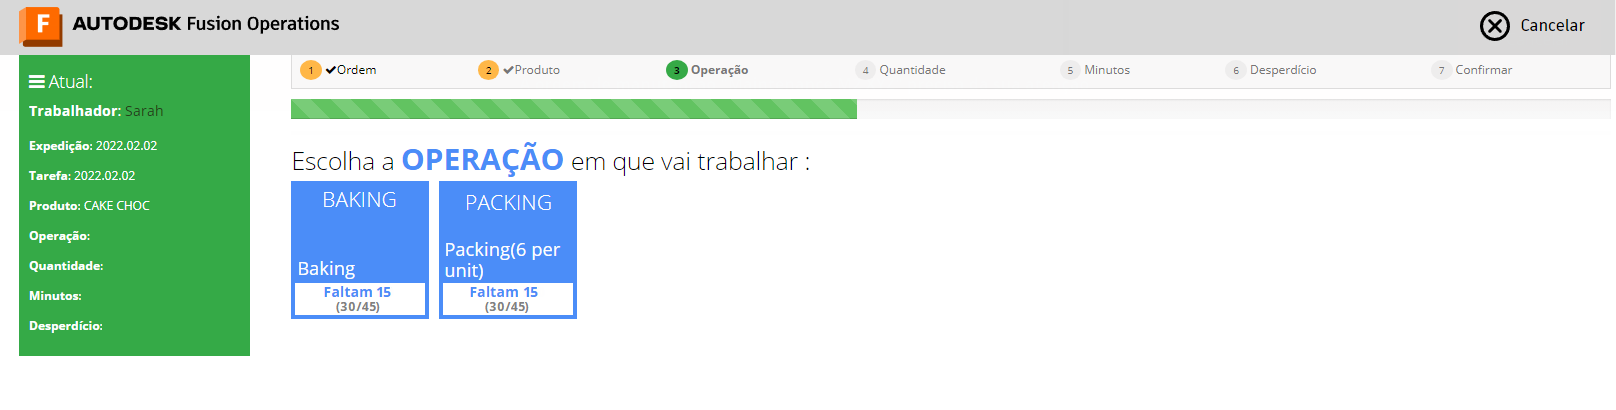 F AUTODESK Fusion Operations
Cancelar
Atual:
Trabalhador: Sarah
Expedição: 2022.02.02
Tarefa: 2022.02.02
Produto: CAKE CHOC
Operação:
Quantidade:
Minutos:
Desperdício:
1 Ordem 2 Produto 3 Operação 4 Quantidade 5 Minutos 6 Desperdício 7 Confirmar
Escolha a OPERAÇÃO em que vai trabalhar :
BAKING
Baking
Faltam 15
(30/45)
PACKING
Packing(6 per
unit)
Faltam 15
(30/45)